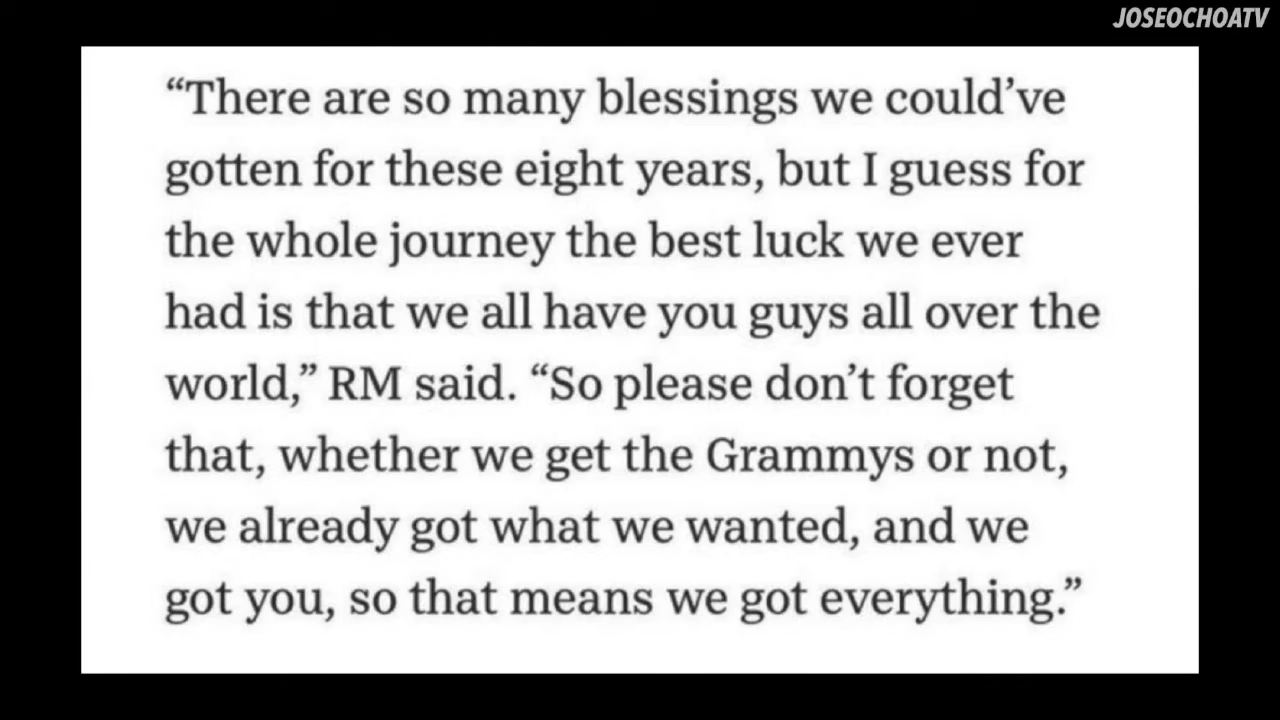 JOSEOCHOATV
“There are so many blessings we could’ve
gotten for these eight years, but I guess for
the whole journey the best luck we ever
had is that we all have you guys all over the
world,” RM said. “So please don’t forget
that, whether we get the Grammys or not,
we already got what we wanted, and we
got you, so that means we got everything.”